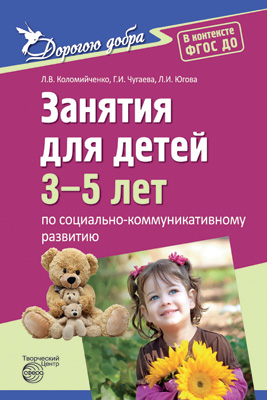 Дорогою добра
В контексте
ФГОС ДО
Л.В. Коломийченко, Г.И. Чугаева, Л.И. Югова
Занятия
для детей
3–5 лет
по социально-коммуникативному
развитию
Творческий
Центр
СФЕРА